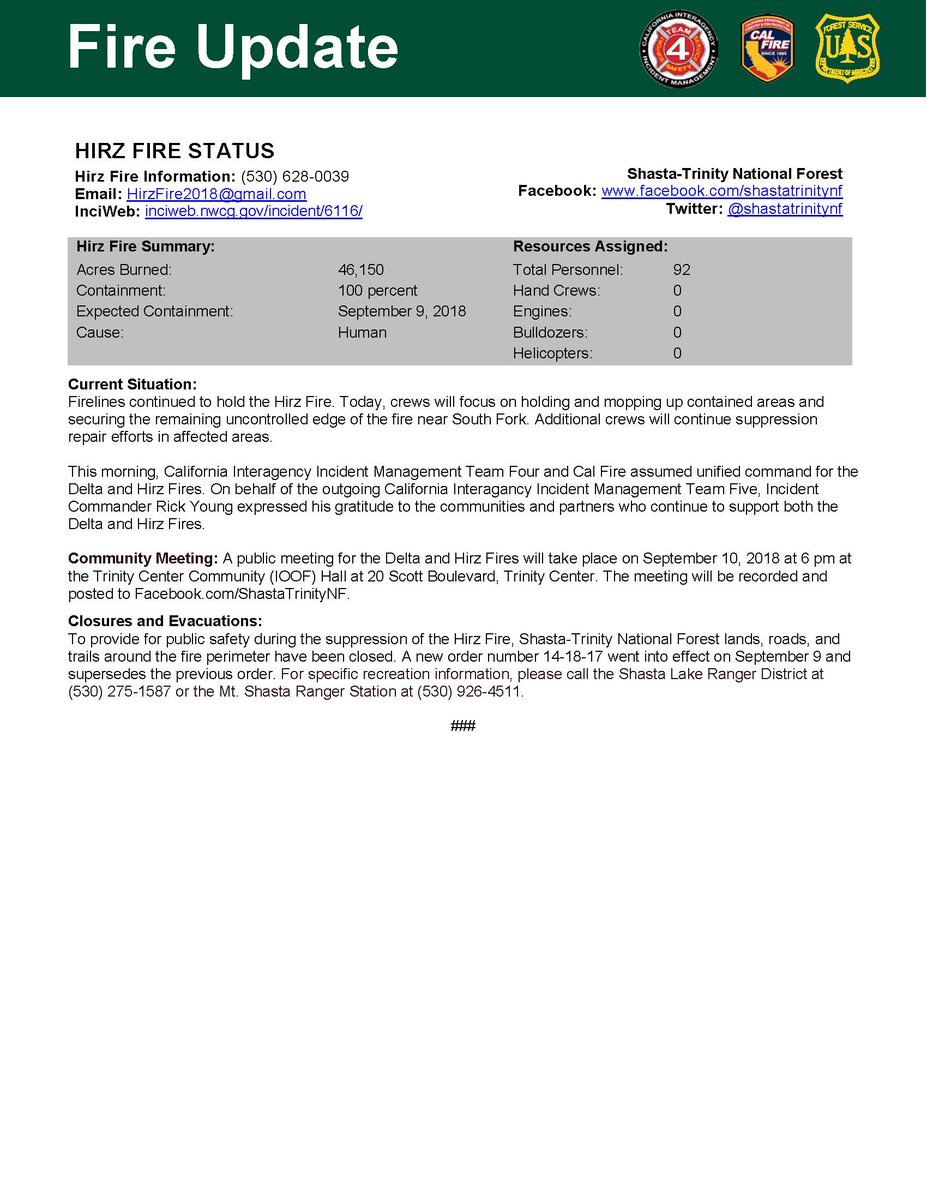 Fire Update
CALIFORNIA INTERAGENCY
TEAM
4
SAFETY
INCIDENT MANAGEMENT
CAL
FIRE
SINCE 1885
FOREST SERVICE
U S
DEPARTMENT OF AGRICULTURE
HIRZ FIRE STATUS
Hirz Fire Information: (530) 628-0039
Email: HirzFire2018@gmail.com
InciWeb: inciweb.nwcg.gov/incident/6116/
Shasta-Trinity National Forest
Facebook: www.facebook.com/shastatrinitynf
Twitter: @shastatrinitynf
Hirz Fire Summary: Resources Assigned:
Acres Burned: 46,150 Total Personnel: 92
Containment: 100 percent Hand Crews: 0
Expected Containment: September 9, 2018 Engines: 0
Cause: Human Bulldozers: 0
Helicopters: 0
Current Situation:
Firelines continued to hold the Hirz Fire. Today, crews will focus on holding and mopping up contained areas and
securing the remaining uncontrolled edge of the fire near South Fork. Additional crews will continue suppression
repair efforts in affected areas.
This morning, California Interagency Incident Management Team Four and Cal Fire assumed unified command for the
Delta and Hirz Fires. On behalf of the outgoing California Interagancy Incident Management Team Five, Incident
Commander Rick Young expressed his gratitude to the communities and partners who continue to support both the
Delta and Hirz Fires.
Community Meeting: A public meeting for the Delta and Hirz Fires will take place on September 10, 2018 at 6 pm at
the Trinity Center Community (IOOF) Hall at 20 Scott Boulevard, Trinity Center. The meeting will be recorded and
posted to Facebook.com/ShastaTrinityNF.
Closures and Evacuations:
To provide for public safety during the suppression of the Hirz Fire, Shasta-Trinity National Forest lands, roads, and
trails around the fire perimeter have been closed. A new order number 14-18-17 went into effect on September 9 and
supersedes the previous order. For specific recreation information, please call the Shasta Lake Ranger District at
(530) 275-1587 or the Mt. Shasta Ranger Station at (530) 926-4511.
###